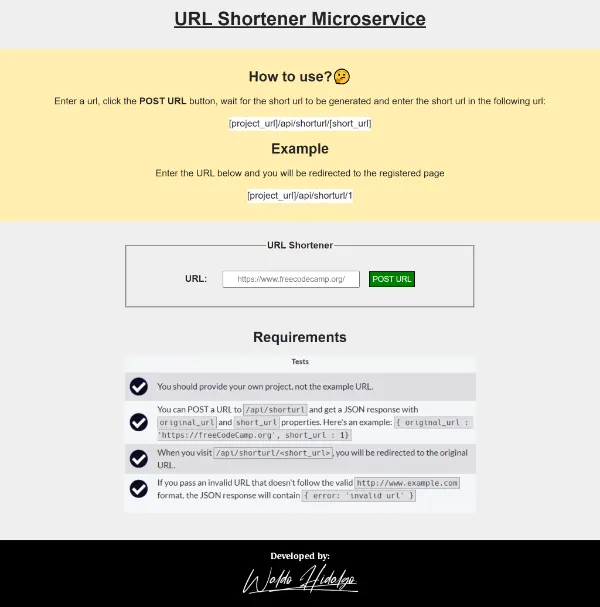 URL Shortener Microservice
How to use?🤔
Enter a url, click the POST URL button, wait for the short url to be generated and enter the short url in the following url:
[project_url]/api/shorturl/[short_url]
Example
Enter the URL below and you will be redirected to the registered page
[project_url]/api/shorturl/1
URL Shortener
URL: https://www.freecodecamp.org/ POST URL
Requirements
Tests
You should provide your own project, not the example URL.
You can POST a URL to /api/shorturl and get a JSON response with
original_url and short_url properties. Here's an example: { original_url :
'https://freeCodeCamp.org', short_url : 1}
When you visit /api/shorturl/<short_url>, you will be redirected to the original
URL.
If you pass an invalid URL that doesn't follow the valid http://www.example.com
format, the JSON response will contain { error: 'invalid url' }
Developed by:
Waldo Hidalgo